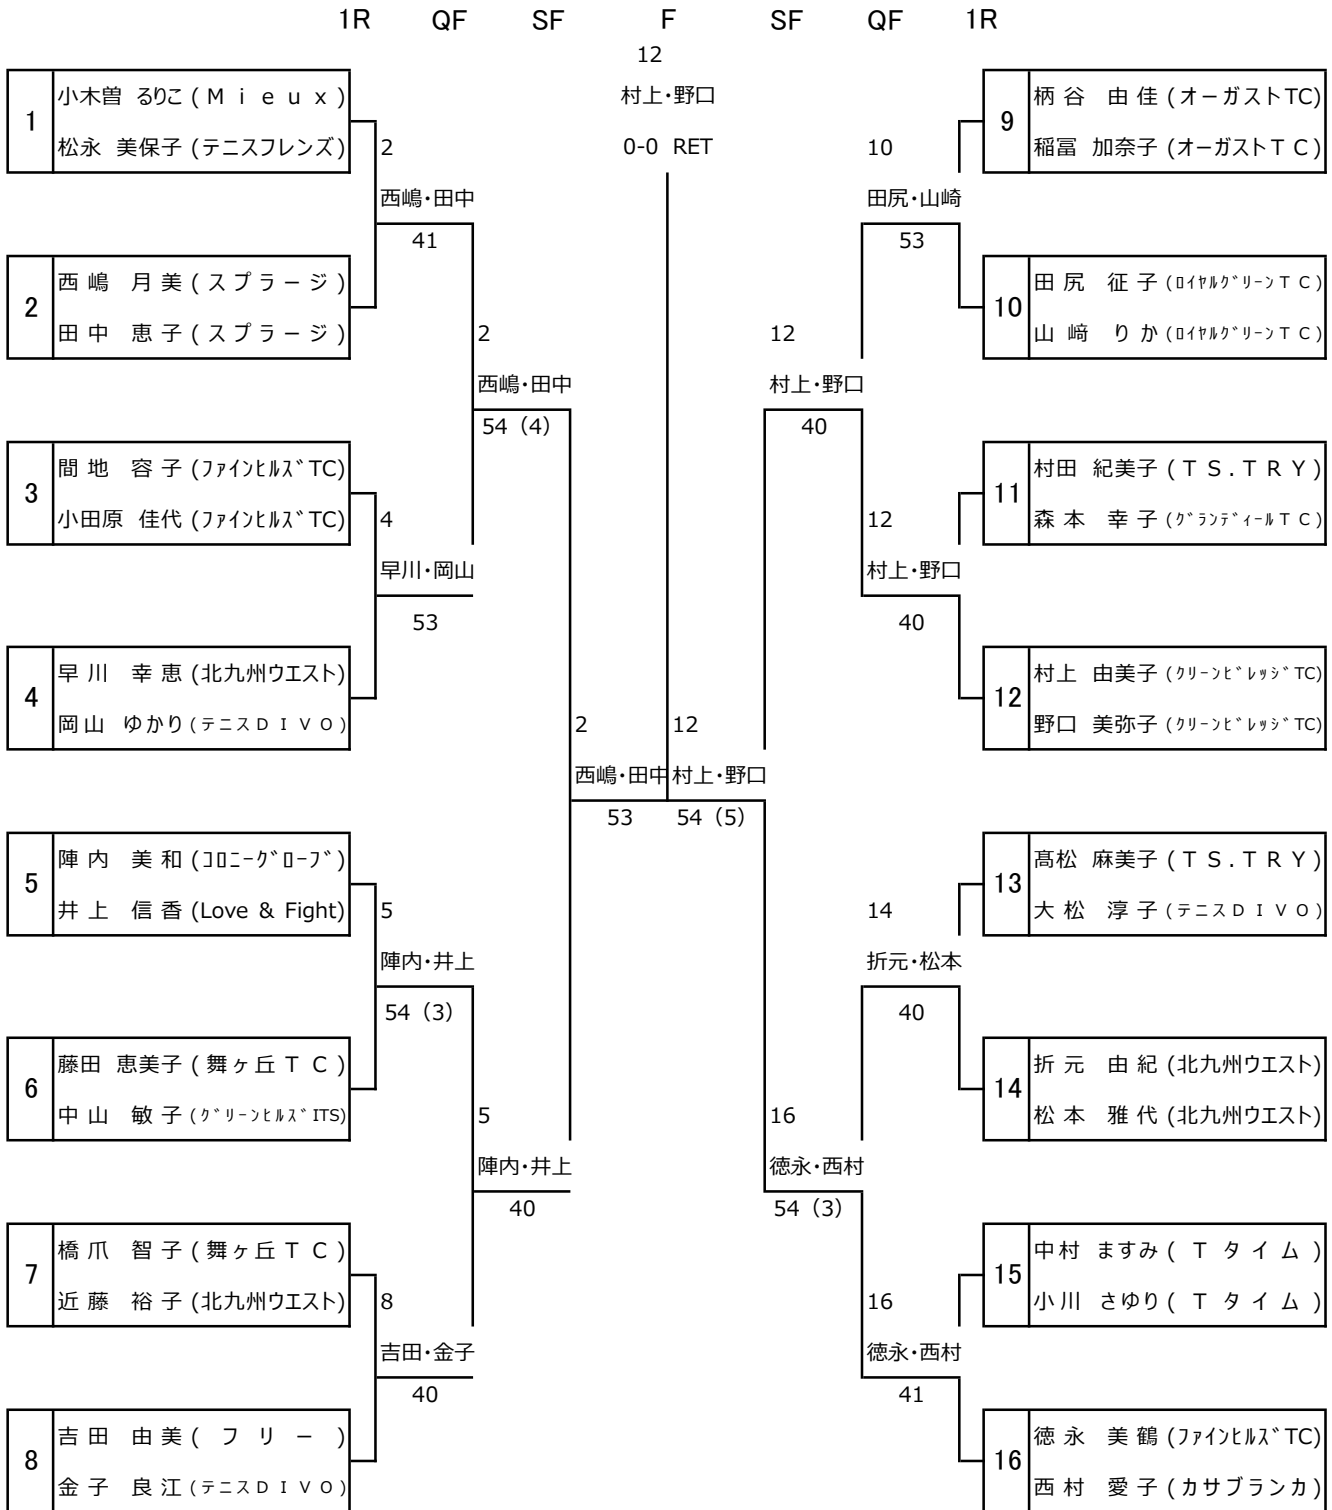 1R QF SF F SF QF 1R
12
村上・野口
0-0 RET
1
小木曽 るりこ (Mieux)
松永 美保子 (テニスフレンズ)
2
西嶋・田中
41
2
西嶋 月美 (スプラージ)
田中 恵子 (スプラージ)
2
西嶋・田中
54 (4)
3
間地 容子 (ファインヒルズTC)
小田原 佳代 (ファインヒルズTC)
4
早川・岡山
53
4
早川 幸恵 (北九州ウエスト)
岡山 ゆかり (テニスDIVO)
2
西嶋・田中
53
5
陣内 美和 (コロニーグローブ)
井上 信香 (Love & Fight)
5
陣内・井上
54 (3)
6
藤田 恵美子 (舞ヶ丘TC)
中山 敏子 (グリーンヒルズITS)
5
陣内・井上
40
7
橋爪 智子 (舞ヶ丘TC)
近藤 裕子 (北九州ウエスト)
8
吉田・金子
40
8
吉田 由美 (フリー)
金子 良江 (テニスDIVO)
9
柄谷 由佳 (オーガストTC)
稲冨 加奈子 (オーガストTC)
10
田尻・山崎
53
10
田尻 征子 (ロイヤルグリーンTC)
山﨑 りか (ロイヤルグリーンTC)
12
村上・野口
40
11
村田 紀美子 (TS.TRY)
森本 幸子 (グランディールTC)
12
村上・野口
40
12
村上 由美子 (グリーンビレッジTC)
野口 美弥子 (グリーンビレッジTC)
12
村上・野口
54 (5)
13
髙松 麻美子 (TS.TRY)
大松 淳子 (テニスDIVO)
14
折元・松本
40
14
折元 由紀 (北九州ウエスト)
松本 雅代 (北九州ウエスト)
16
徳永・西村
54 (3)
15
中村 ますみ (Tタイム)
小川 さゆり (Tタイム)
16
徳永・西村
41
16
徳永 美鶴 (ファインヒルズTC)
西村 愛子 (カサブランカ)